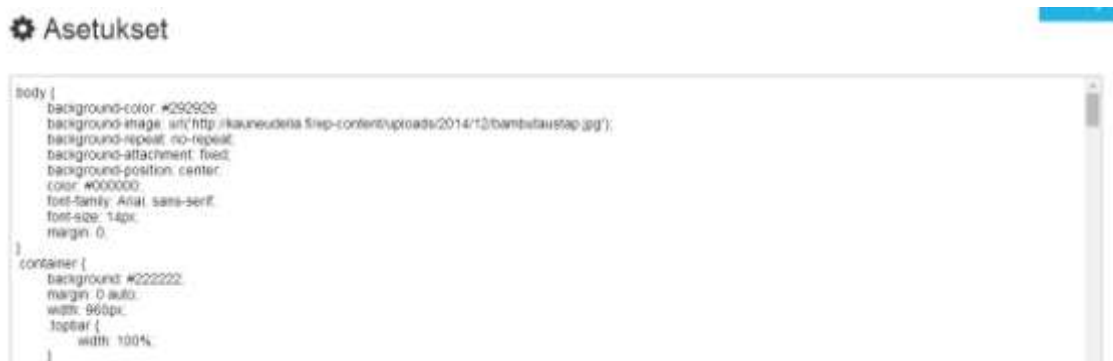 Asetukset
body {
background-color: #292929;
background-image: url('http://kauneudella.fi/wp-content/uploads/2014/12/bambutaustap.jpg');
background-repeat: no-repeat;
background-attachment: fixed;
background-position: center;
color: #000000;
font-family: Arial, sans-serif;
font-size: 14px;
margin: 0;
}
.container {
background: #222222;
margin: 0 auto;
width: 960px;
.topbar {
width: 100%;
}